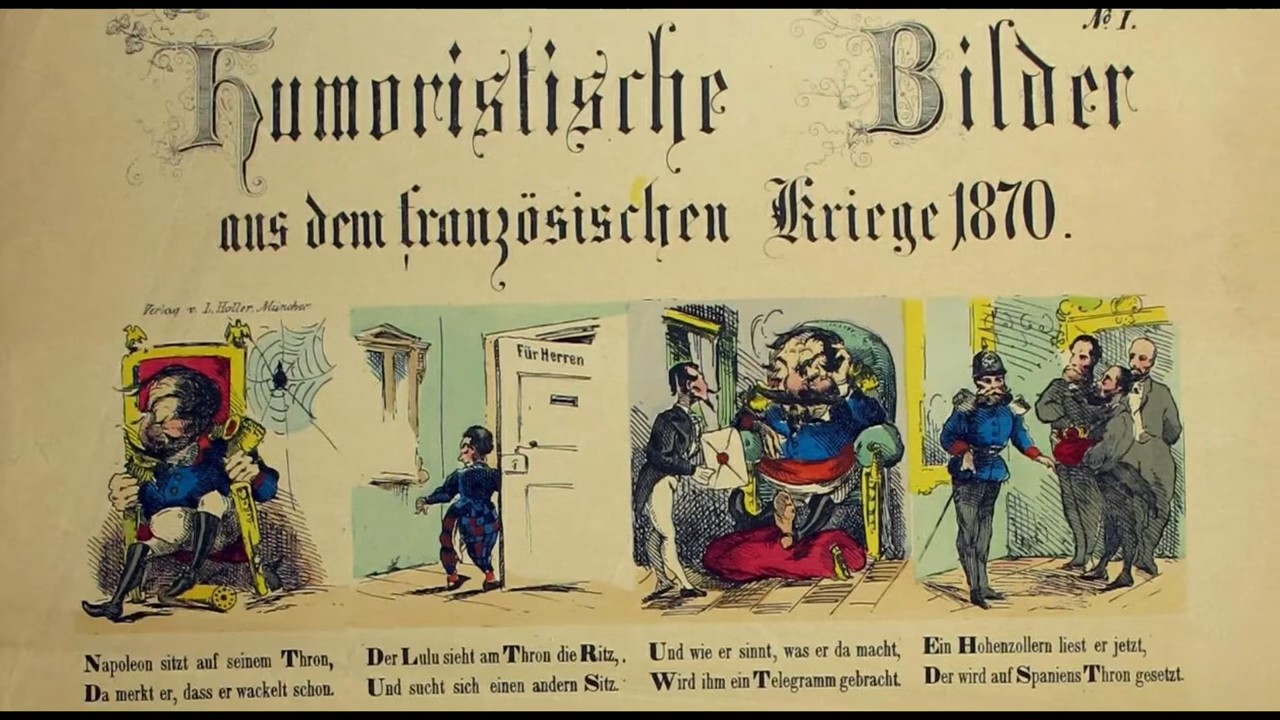 No. 1.
Humoristische Bilder
aus dem französischen Kriege 1870.
Verlag v. L. Holler, München
Für Herren
Napoleon sitzt auf seinem Thron,
Da merkt er, dass er wackelt schon.
Der Lulu sieht am Thron die Ritz,
Und sucht sich einen andern Sitz.
Und wie er sinnt, was er da macht,
Wird ihm ein Telegramm gebracht.
Ein Hohenzollern liest er jetzt,
Der wird auf Spaniens Thron gesetzt.